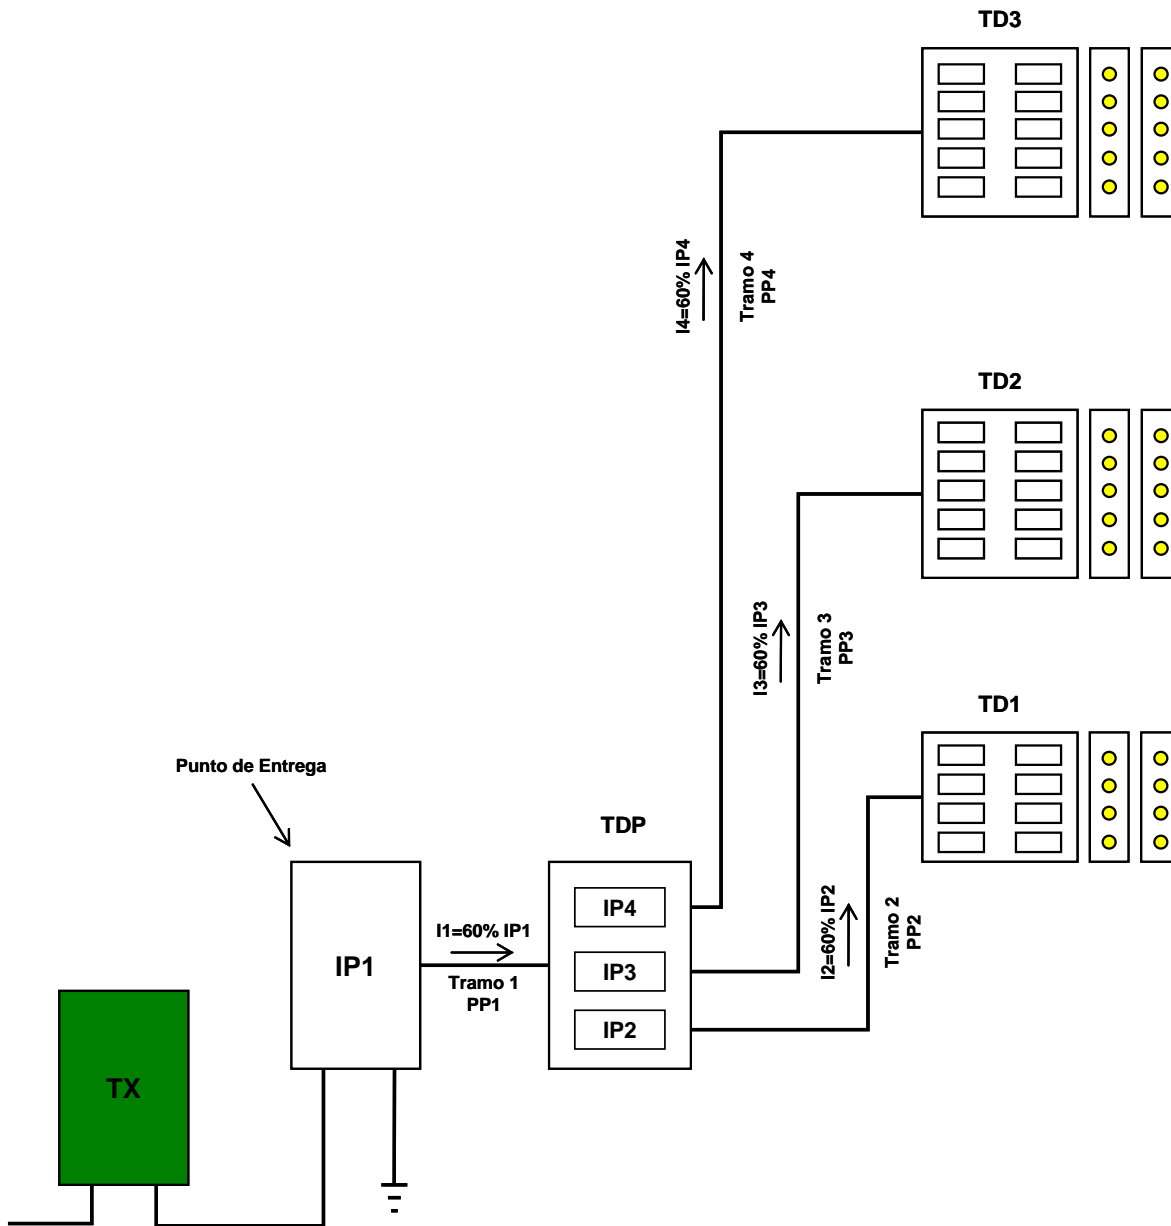 TD3
I4=60% IP4
Tramo 4
PP4
TD2
I3=60% IP3
Tramo 3
PP3
TD1
Punto de Entrega
TDP
I2=60% IP2
Tramo 2
PP2
IP4
I1=60% IP1
IP1
IP3
Tramo 1
PP1
IP2
TX